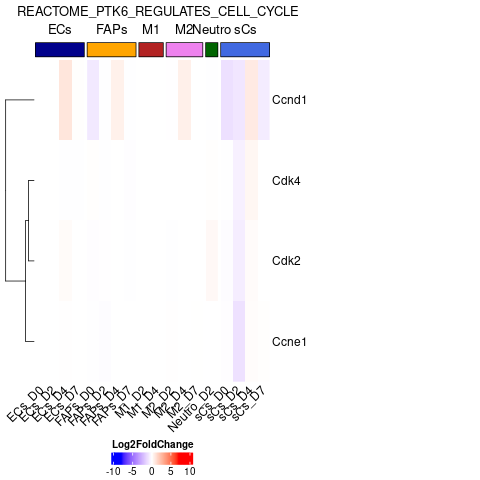 REACTOME_PTK6_REGULATES_CELL_CYCLE
ECs FAPs M1 M2 Neutro sCs
Ccnd1
Cdk4
Cdk2
Ccne1
ECs_D0 ECs_D2 ECs_D4 ECs_D7 FAPs_D0 FAPs_D2 FAPs_D4 FAPs_D7 M1_D2 M1_D4 M2_D2 M2_D4 M2_D7 Neutro_D2 sCs_D0 sCs_D2 sCs_D4 sCs_D7
Log2FoldChange
-10 -5 0 5 10